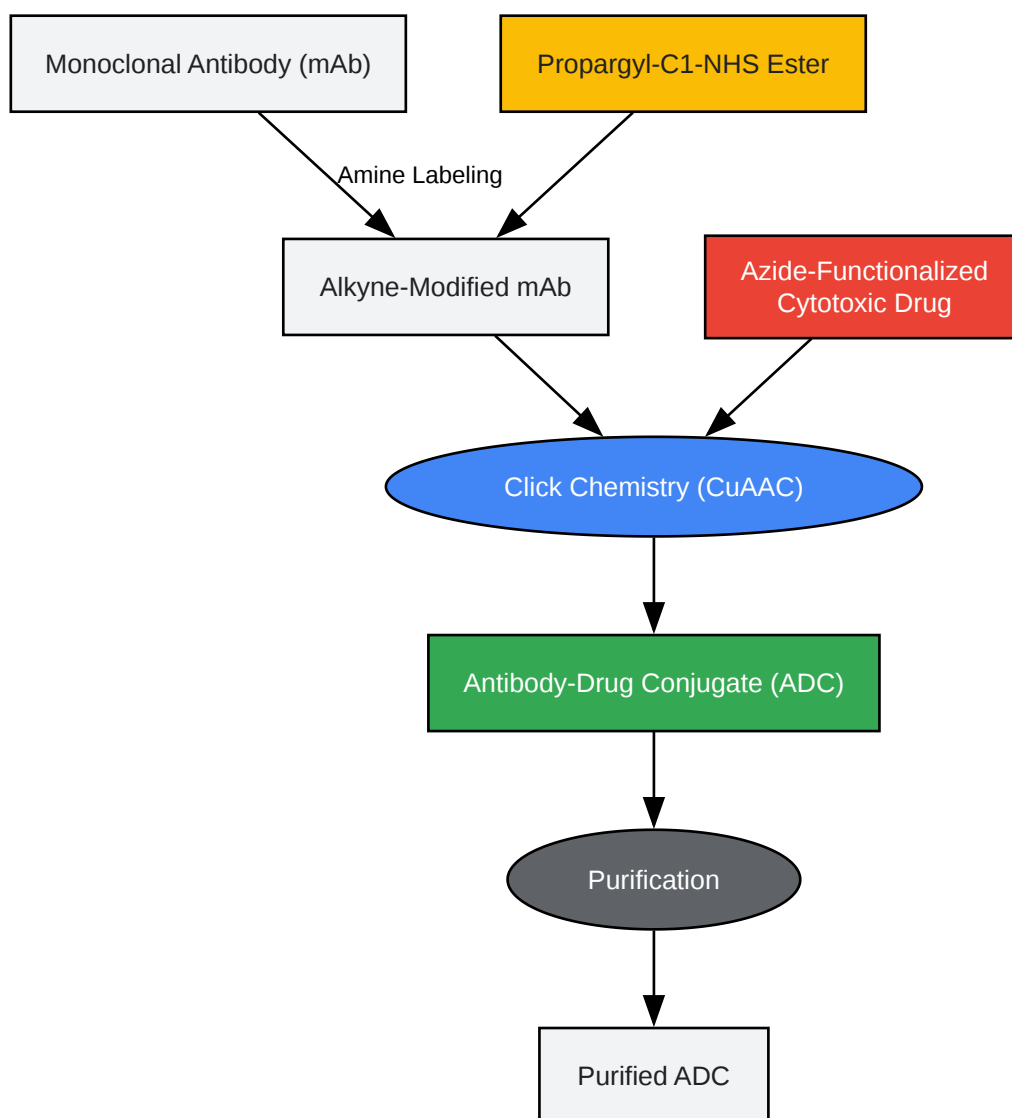 Monoclonal Antibody (mAb)
Propargyl-C1-NHS Ester
Amine Labeling
Alkyne-Modified mAb
Azide-Functionalized
Cytotoxic Drug
Click Chemistry (CuAAC)
Antibody-Drug Conjugate (ADC)
Purification
Purified ADC